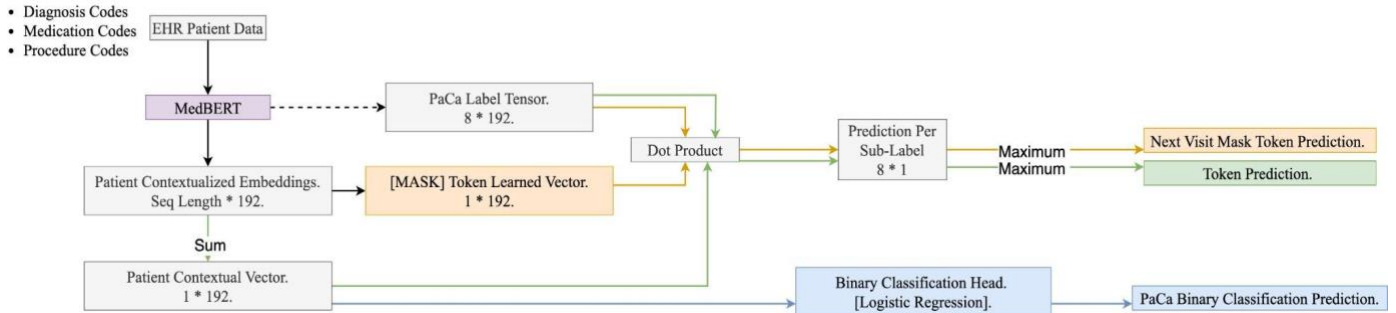 • Diagnosis Codes
• Medication Codes
• Procedure Codes
EHR Patient Data
MedBERT
PaCa Label Tensor.
8 * 192.
Dot Product
Prediction Per
Sub-Label
8 * 1
Maximum
Maximum
Next Visit Mask Token Prediction.
Token Prediction.
Patient Contextualized Embeddings.
Seq Length * 192.
[MASK] Token Learned Vector.
1 * 192.
Sum
Patient Contextual Vector.
1 * 192.
Binary Classification Head.
[Logistic Regression].
PaCa Binary Classification Prediction.